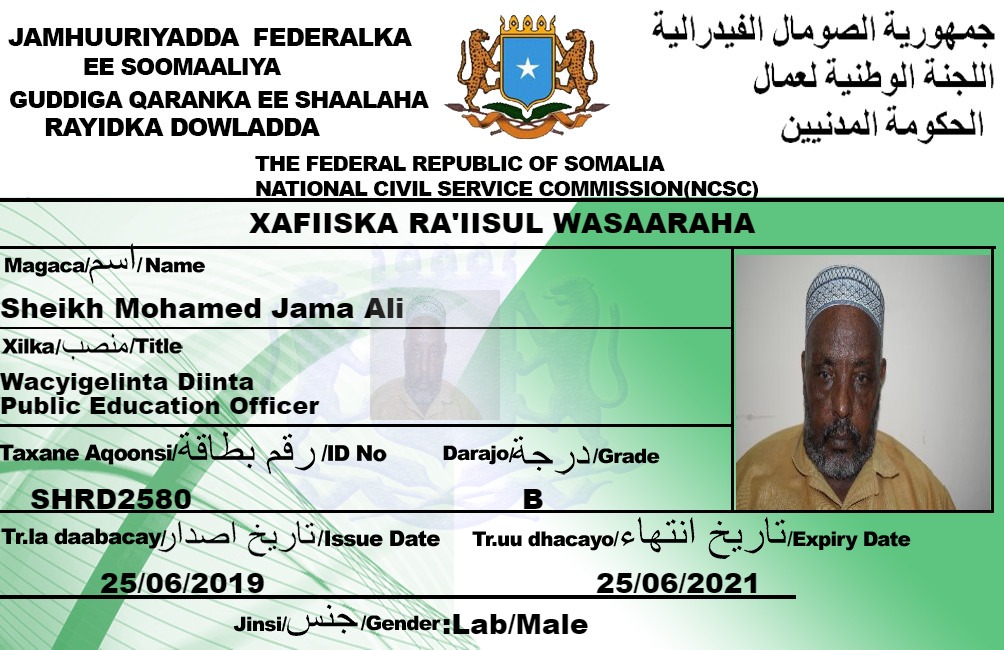 JAMHUURIYADDA FEDERALKA
EE SOOMAALIYA
GUDDIGA QARANKA EE SHAALAHA
RAYIDKA DOWLADDA
جمهورية الصومال الفيدرالية
اللجنة الوطنية لعمال
الحكومة المدنيين
THE FEDERAL REPUBLIC OF SOMALIA
NATIONAL CIVIL SERVICE COMMISSION(NCSC)
XAFIISKA RA'IISUL WASAARAHA
Magaca/اسم/Name
Sheikh Mohamed Jama Ali
Xilka/منصب/Title
Wacyigelinta Diinta
Public Education Officer
Taxane Aqoonsi/رقم بطاقة/ID No
Darajo/درجة/Grade
SHRD2580
B
Tr.la daabacay/تاريخ اصدار/Issue Date
Tr.uu dhacayo/تاريخ انتهاء/Expiry Date
25/06/2019
25/06/2021
Jinsi/جنس/Gender:Lab/Male